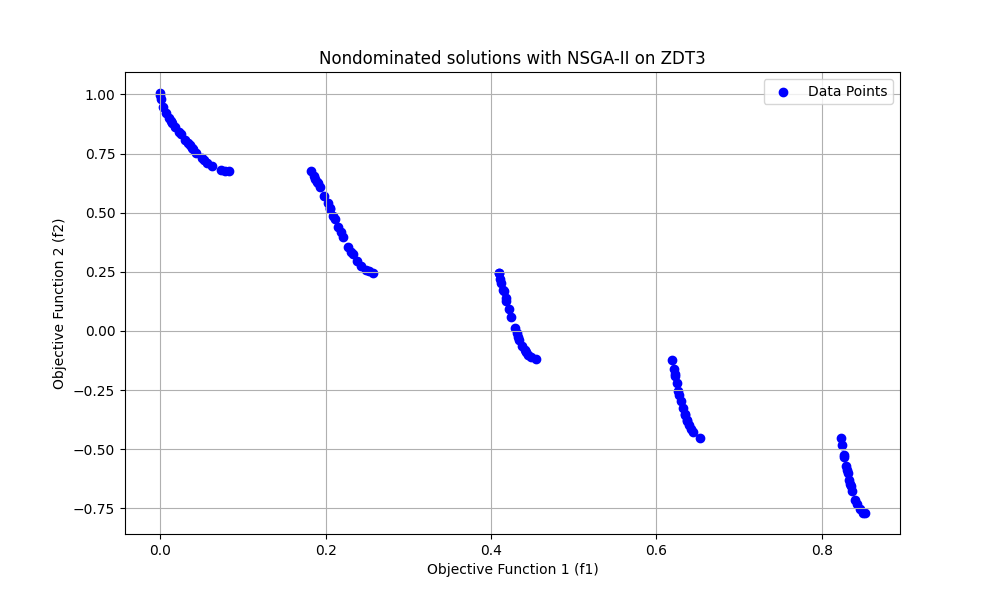 Nondominated solutions with NSGA-II on ZDT3
Data Points
1.00
0.75
0.50
0.25
0.00
−0.25
−0.50
−0.75
Objective Function 2 (f2)
0.0 0.2 0.4 0.6 0.8
Objective Function 1 (f1)